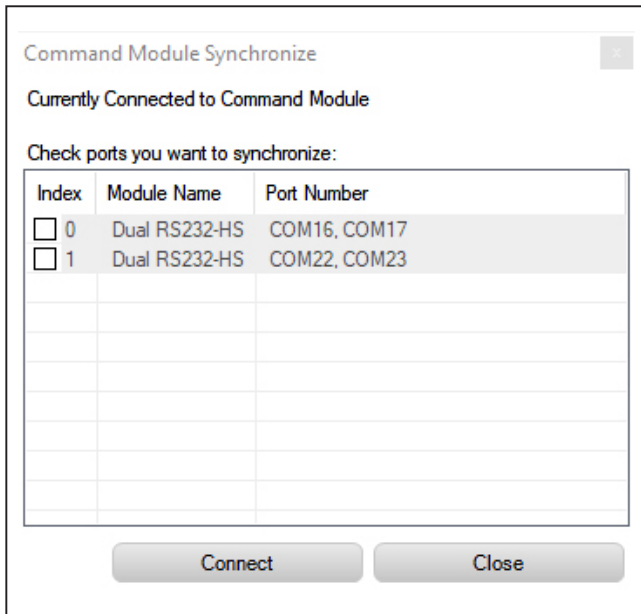 Command Module Synchronize
x
Currently Connected to Command Module
Check ports you want to synchronize:
Index Module Name Port Number
0 Dual RS232-HS COM16, COM17
1 Dual RS232-HS COM22, COM23
Connect Close